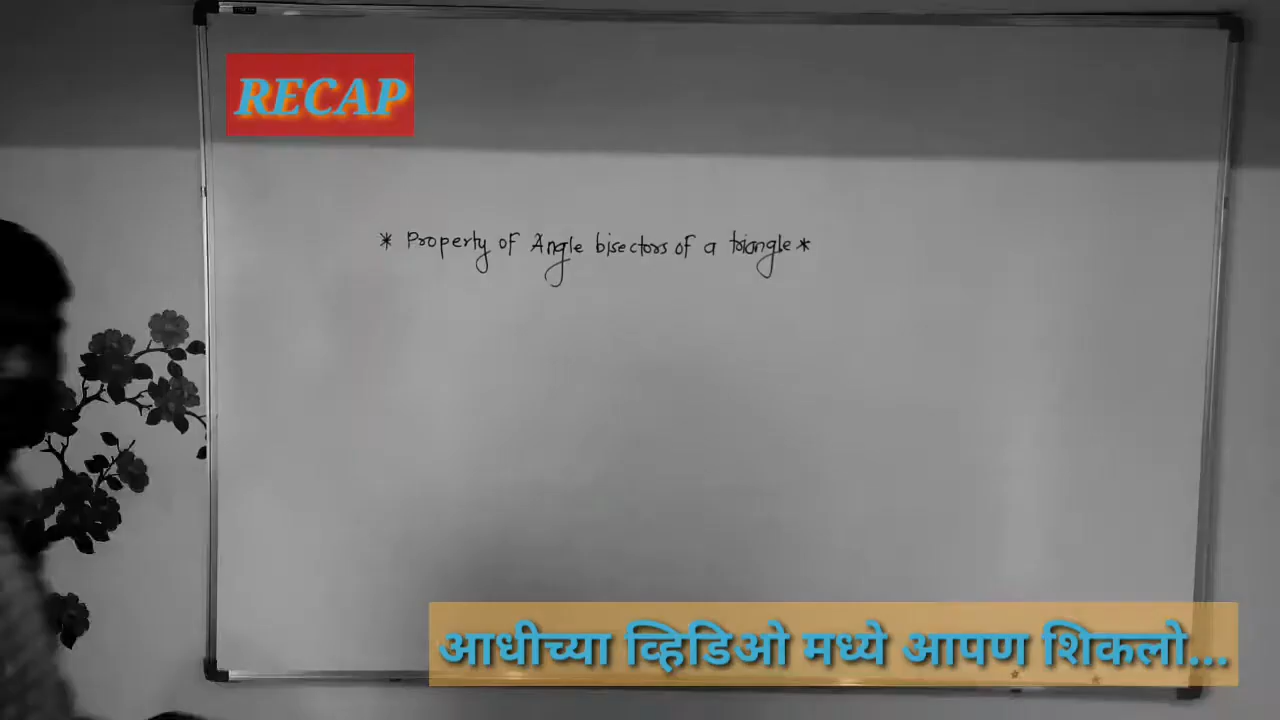 RECAP
* Property of Angle bisectors of a triangle *
आधीच्या व्हिडिओ मध्ये आपण शिकलो...